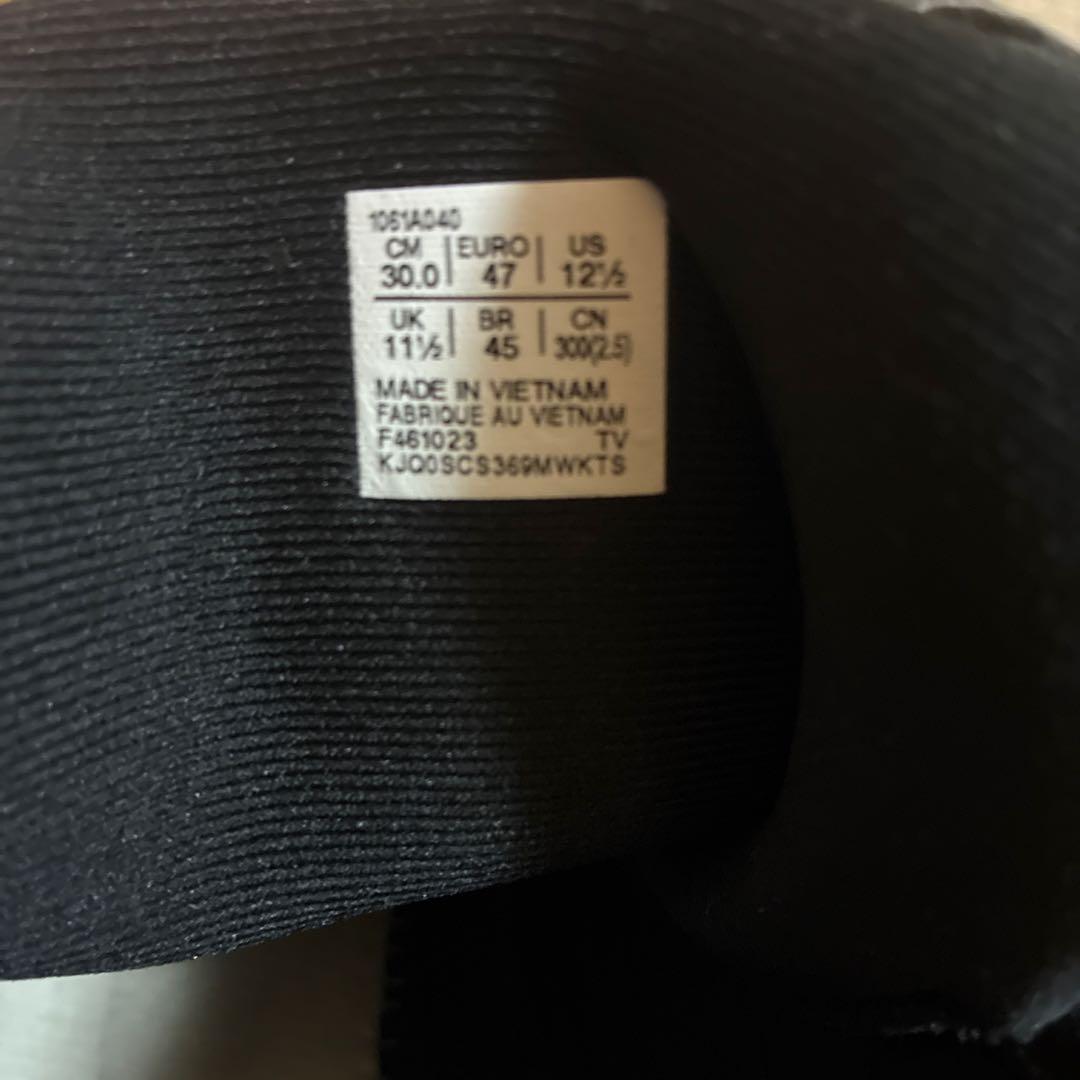 1061A040
CM | EURO | US
30.0 | 47 | 12½
UK | BR | CN
11½ | 45 | 300(2.5)
MADE IN VIETNAM
FABRIQUE AU VIETNAM
F461023 TV
KJQ0SCS369MWKTS